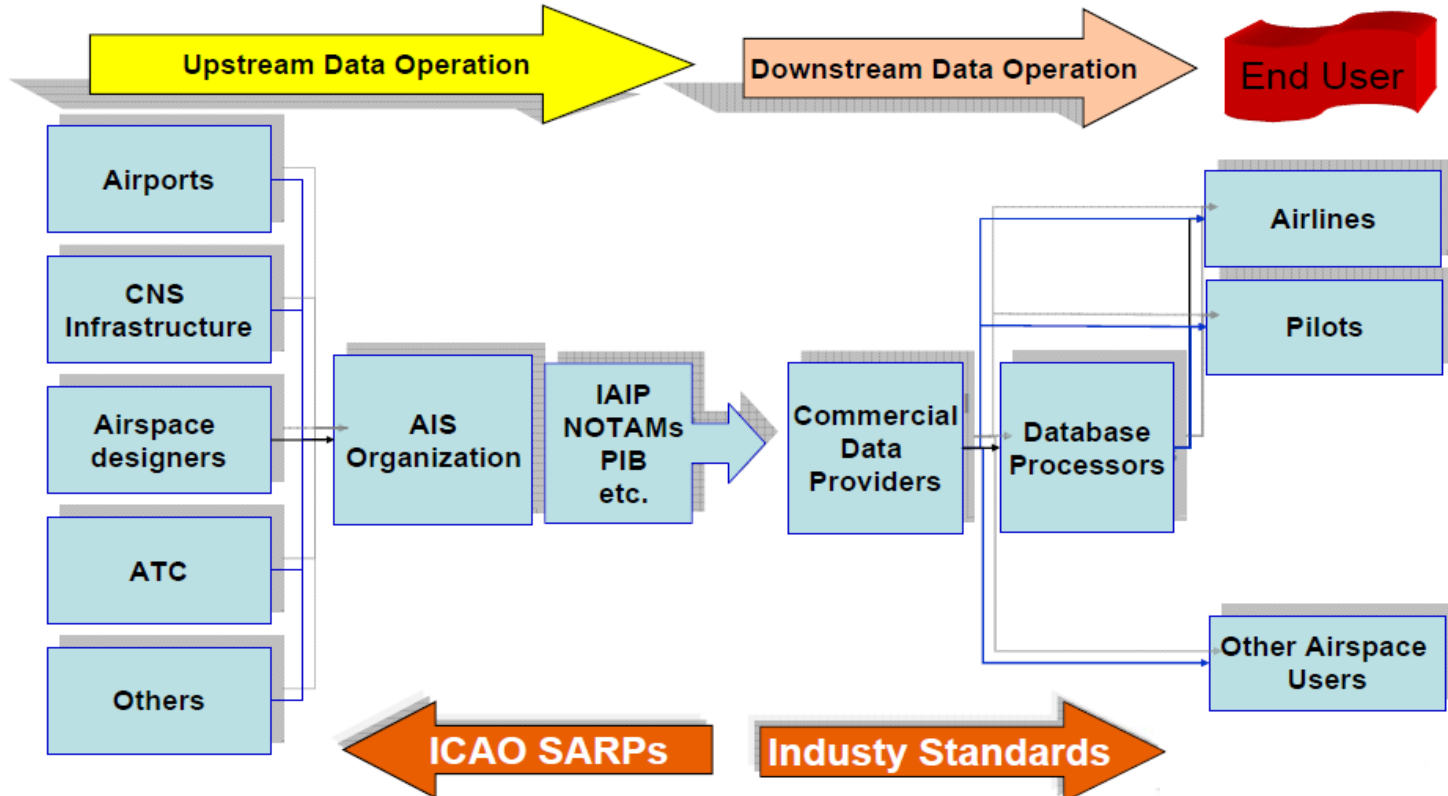 Upstream Data Operation
Downstream Data Operation
End User
Airports
CNS
Infrastructure
Airspace
designers
ATC
Others
AIS
Organization
IAIP
NOTAMs
PIB
etc.
Commercial
Data
Providers
Database
Processors
Airlines
Pilots
Other Airspace
Users
ICAO SARPs
Industy Standards